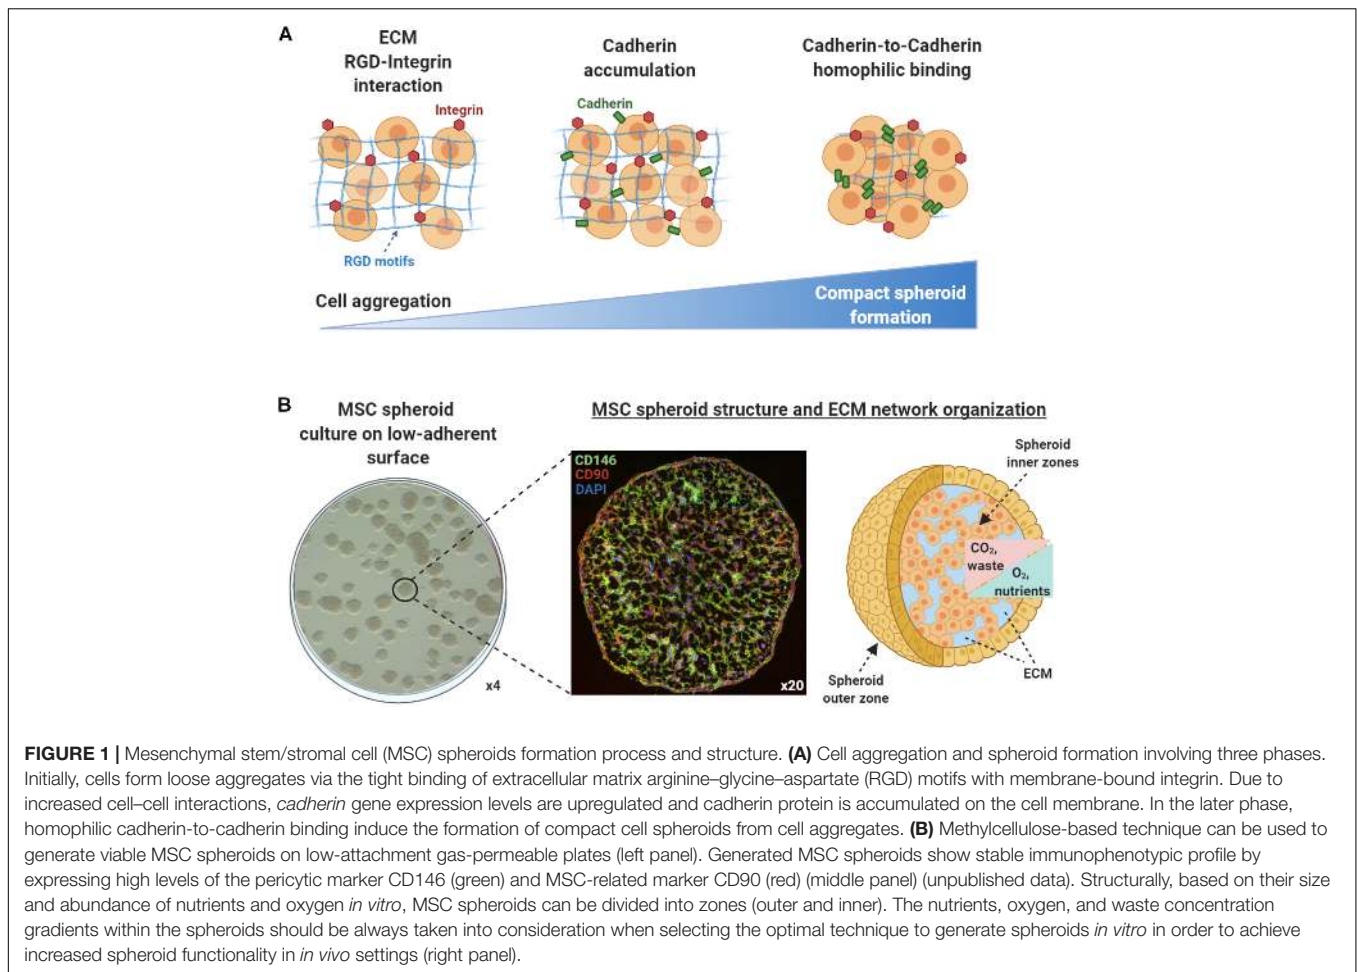 A
ECM
RGD-Integrin
interaction
Cadherin
accumulation
Cadherin-to-Cadherin
homophilic binding
Integrin
Cadherin
RGD motifs
Cell aggregation
Compact spheroid
formation
B
MSC spheroid
culture on low-adherent
surface
MSC spheroid structure and ECM network organization
CD146
CD90
DAPI
Spheroid
inner zones
CO₂,
waste
O₂,
nutrients
x4
x20
Spheroid
outer zone
ECM
FIGURE 1 | Mesenchymal stem/stromal cell (MSC) spheroids formation process and structure. (A) Cell aggregation and spheroid formation involving three phases.
Initially, cells form loose aggregates via the tight binding of extracellular matrix arginine–glycine–aspartate (RGD) motifs with membrane-bound integrin. Due to
increased cell–cell interactions, cadherin gene expression levels are upregulated and cadherin protein is accumulated on the cell membrane. In the later phase,
homophilic cadherin-to-cadherin binding induce the formation of compact cell spheroids from cell aggregates. (B) Methylcellulose-based technique can be used to
generate viable MSC spheroids on low-attachment gas-permeable plates (left panel). Generated MSC spheroids show stable immunophenotypic profile by
expressing high levels of the pericytic marker CD146 (green) and MSC-related marker CD90 (red) (middle panel) (unpublished data). Structurally, based on their size
and abundance of nutrients and oxygen in vitro, MSC spheroids can be divided into zones (outer and inner). The nutrients, oxygen, and waste concentration
gradients within the spheroids should be always taken into consideration when selecting the optimal technique to generate spheroids in vitro in order to achieve
increased spheroid functionality in in vivo settings (right panel).